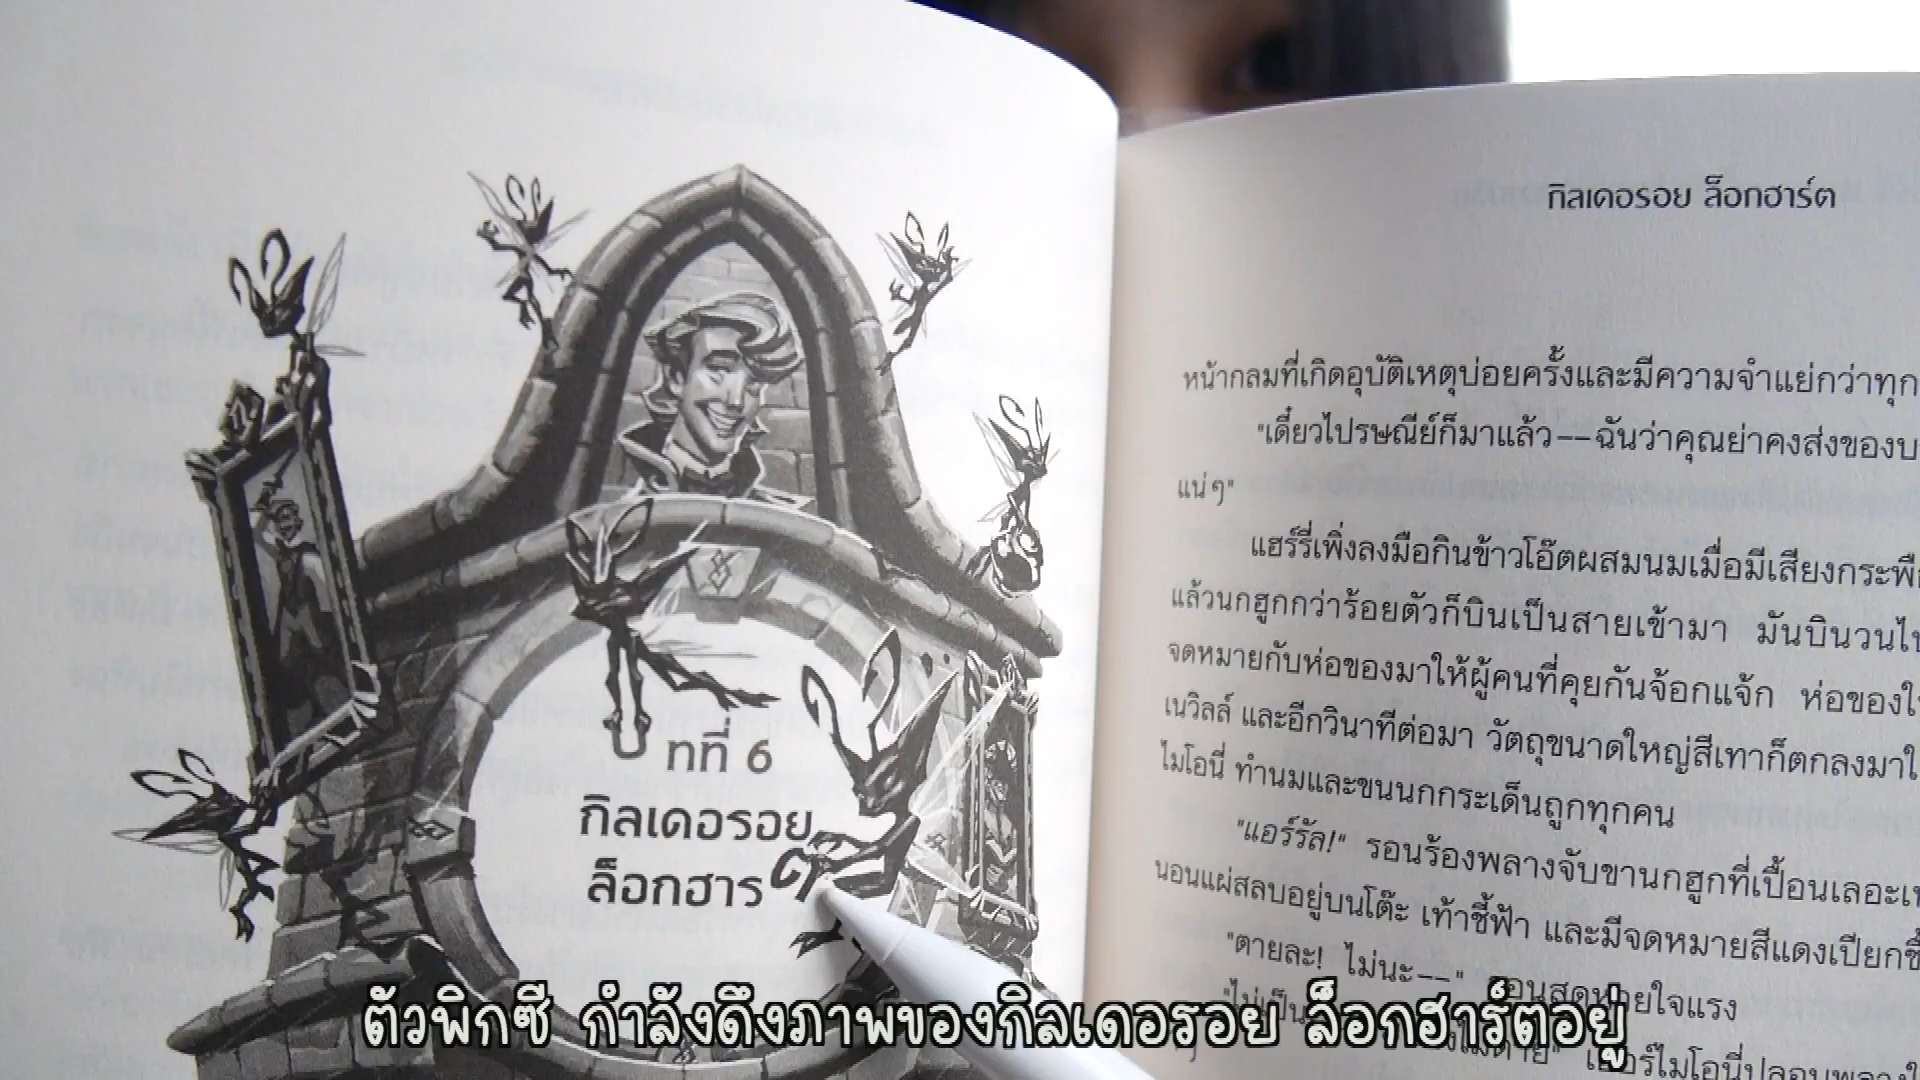 บทที่ 6
กิลเดอรอย
ล็อกฮาร์ต
กิลเดอรอย ล็อกฮาร์ต
หน้ากลมที่เกิดอุบัติเหตุบ่อยครั้งและมีความจำแย่กว่าทุก
"เดี๋ยวไปรษณีย์ก็มาแล้ว--ฉันว่าคุณย่าคงส่งของ
แน่ๆ"
แฮร์รี่เพิ่งลงมือกินข้าวโอ๊ตผสมนมเมื่อมีเสียงกระพือ
แล้วนกฮูกกว่าร้อยตัวก็บินเป็นสายเข้ามา มันบินวนไป
จดหมายกับห่อของมาให้ผู้คนที่คุยกันจ้อกแจ้ก ห่อของ
เนวิลล์ และอีกวินาทีต่อมา วัตถุขนาดใหญ่สีเทาก็ตกลงมา
ไมโอนี่ ทำนมและขนนกกระเด็นถูกทุกคน
"แอร์รัล!" รอนร้องพลางจับขานกฮูกที่เปื้อนเลอะ
นอนแผ่สลบอยู่บนโต๊ะ เท้าชี้ฟ้า และมีจดหมายสีแดงเปียก
"ตายละ! ไม่นะ--" รอนสูดหายใจแรง
"ไม่เป็น
ตัวพิกซี กำลังดึงภาพของกิลเดอรอย ล็อกฮาร์ตอยู่